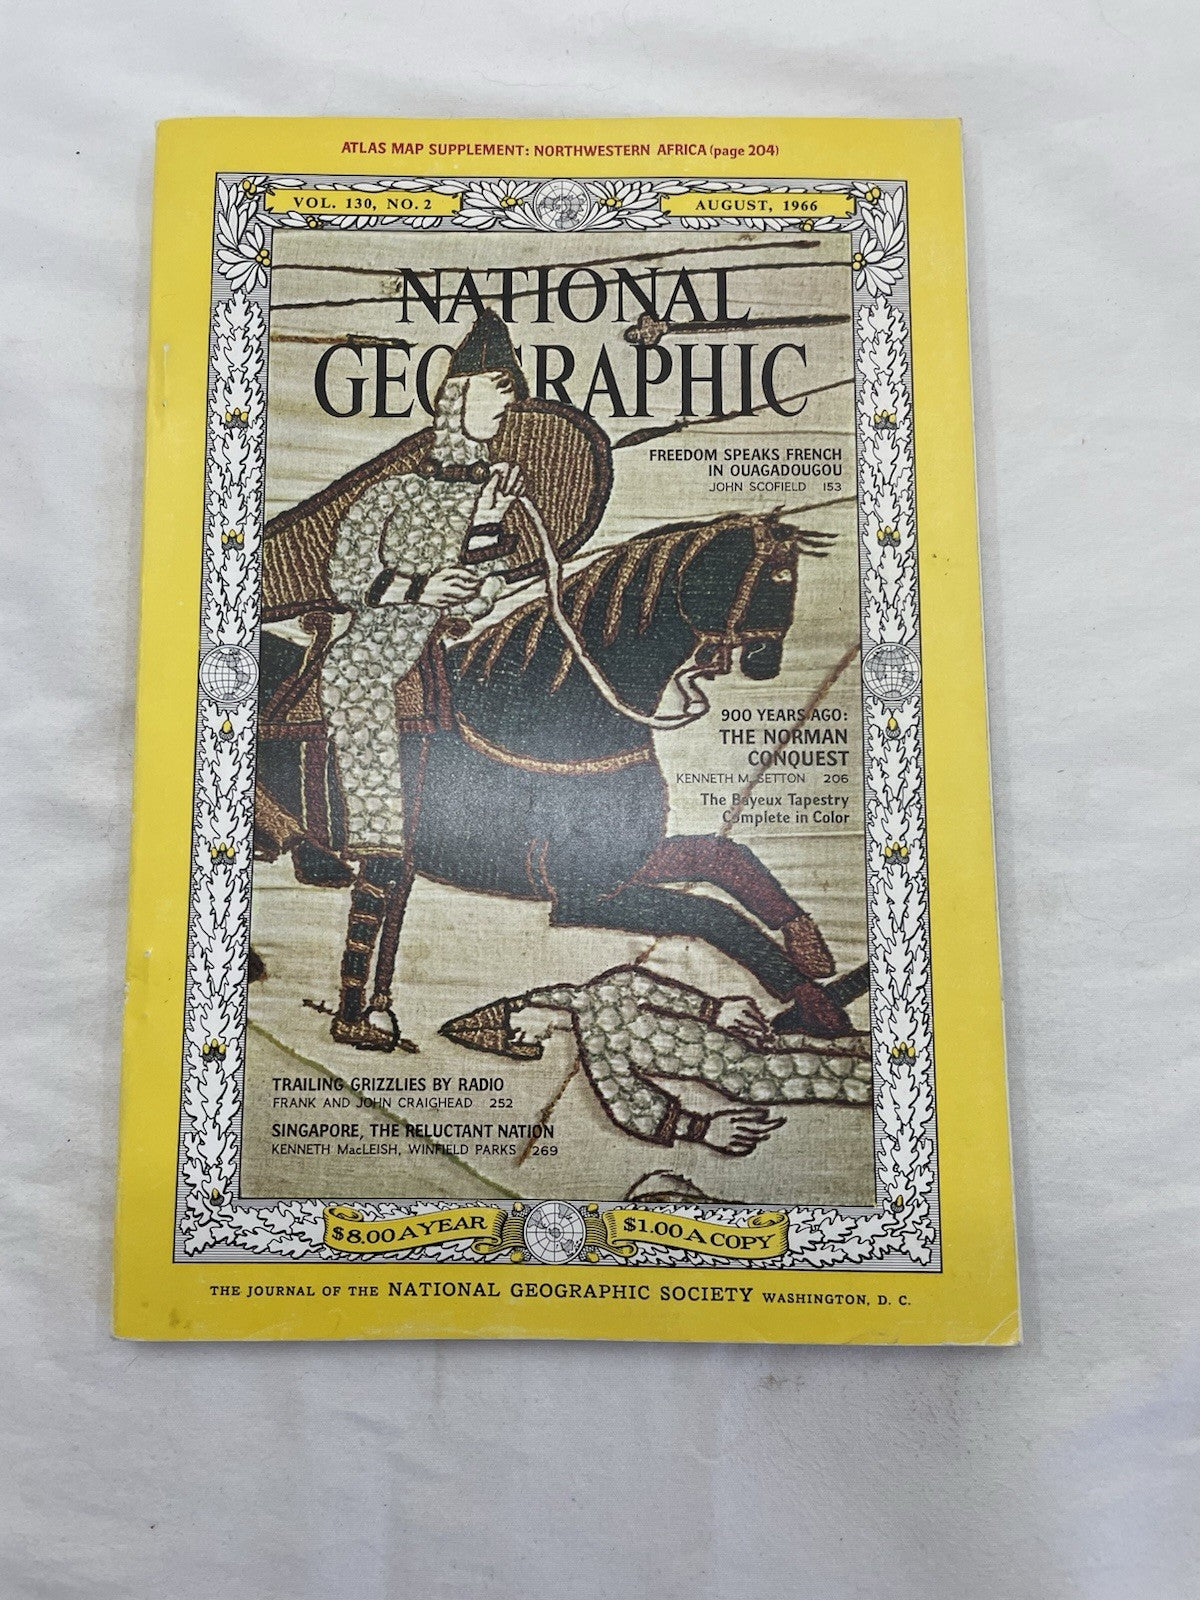 ATLAS MAP SUPPLEMENT: NORTHWESTERN AFRICA (page 204)
VOL. 130, NO. 2
AUGUST, 1966
NATIONAL
GEOGRAPHIC
FREEDOM SPEAKS FRENCH
IN OUAGADOUGOU
JOHN SCOFIELD 153
900 YEARS AGO:
THE NORMAN
CONQUEST
KENNETH M. SETTON 206
The Bayeux Tapestry
Complete in Color
TRAILING GRIZZLIES BY RADIO
FRANK AND JOHN CRAIGHEAD 252
SINGAPORE, THE RELUCTANT NATION
KENNETH MacLEISH, WINFIELD PARKS 269
$8.00 A YEAR
$1.00 A COPY
THE JOURNAL OF THE NATIONAL GEOGRAPHIC SOCIETY WASHINGTON, D. C.